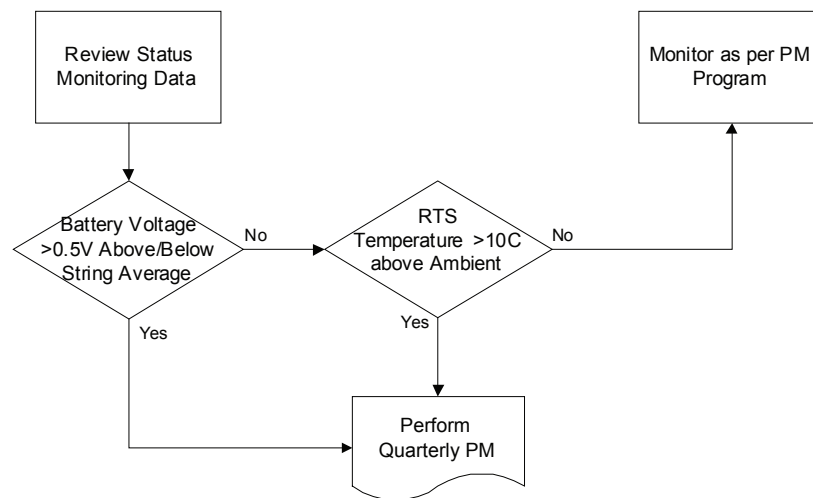 Review Status
Monitoring Data
Monitor as per PM
Program
Battery Voltage
>0.5V Above/Below
String Average
No
RTS
Temperature >10C
above Ambient
No
Yes
Yes
Perform
Quarterly PM